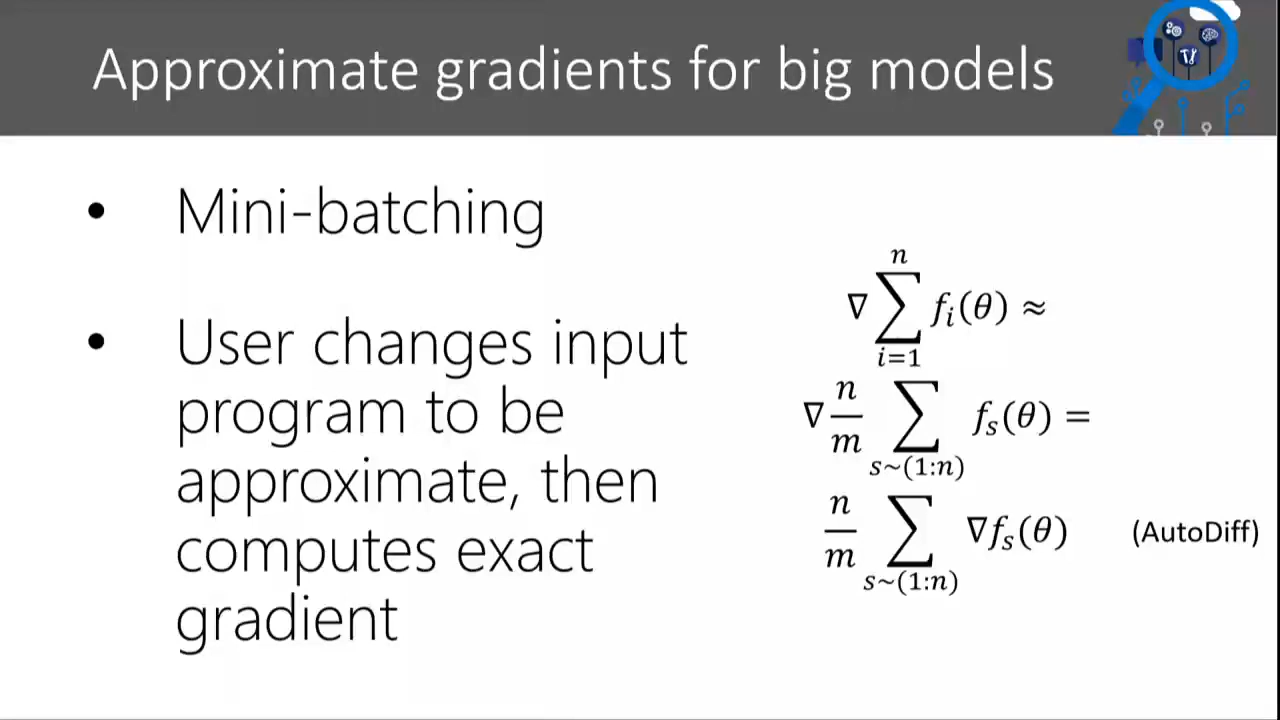 Approximate gradients for big models
• Mini-batching
• User changes input
program to be
approximate, then
computes exact
gradient
∇ ∑_{i=1}^{n} f_i(θ) ≈
∇ n/m ∑_{s~(1:n)} f_s(θ) =
n/m ∑_{s~(1:n)} ∇f_s(θ) (AutoDiff)